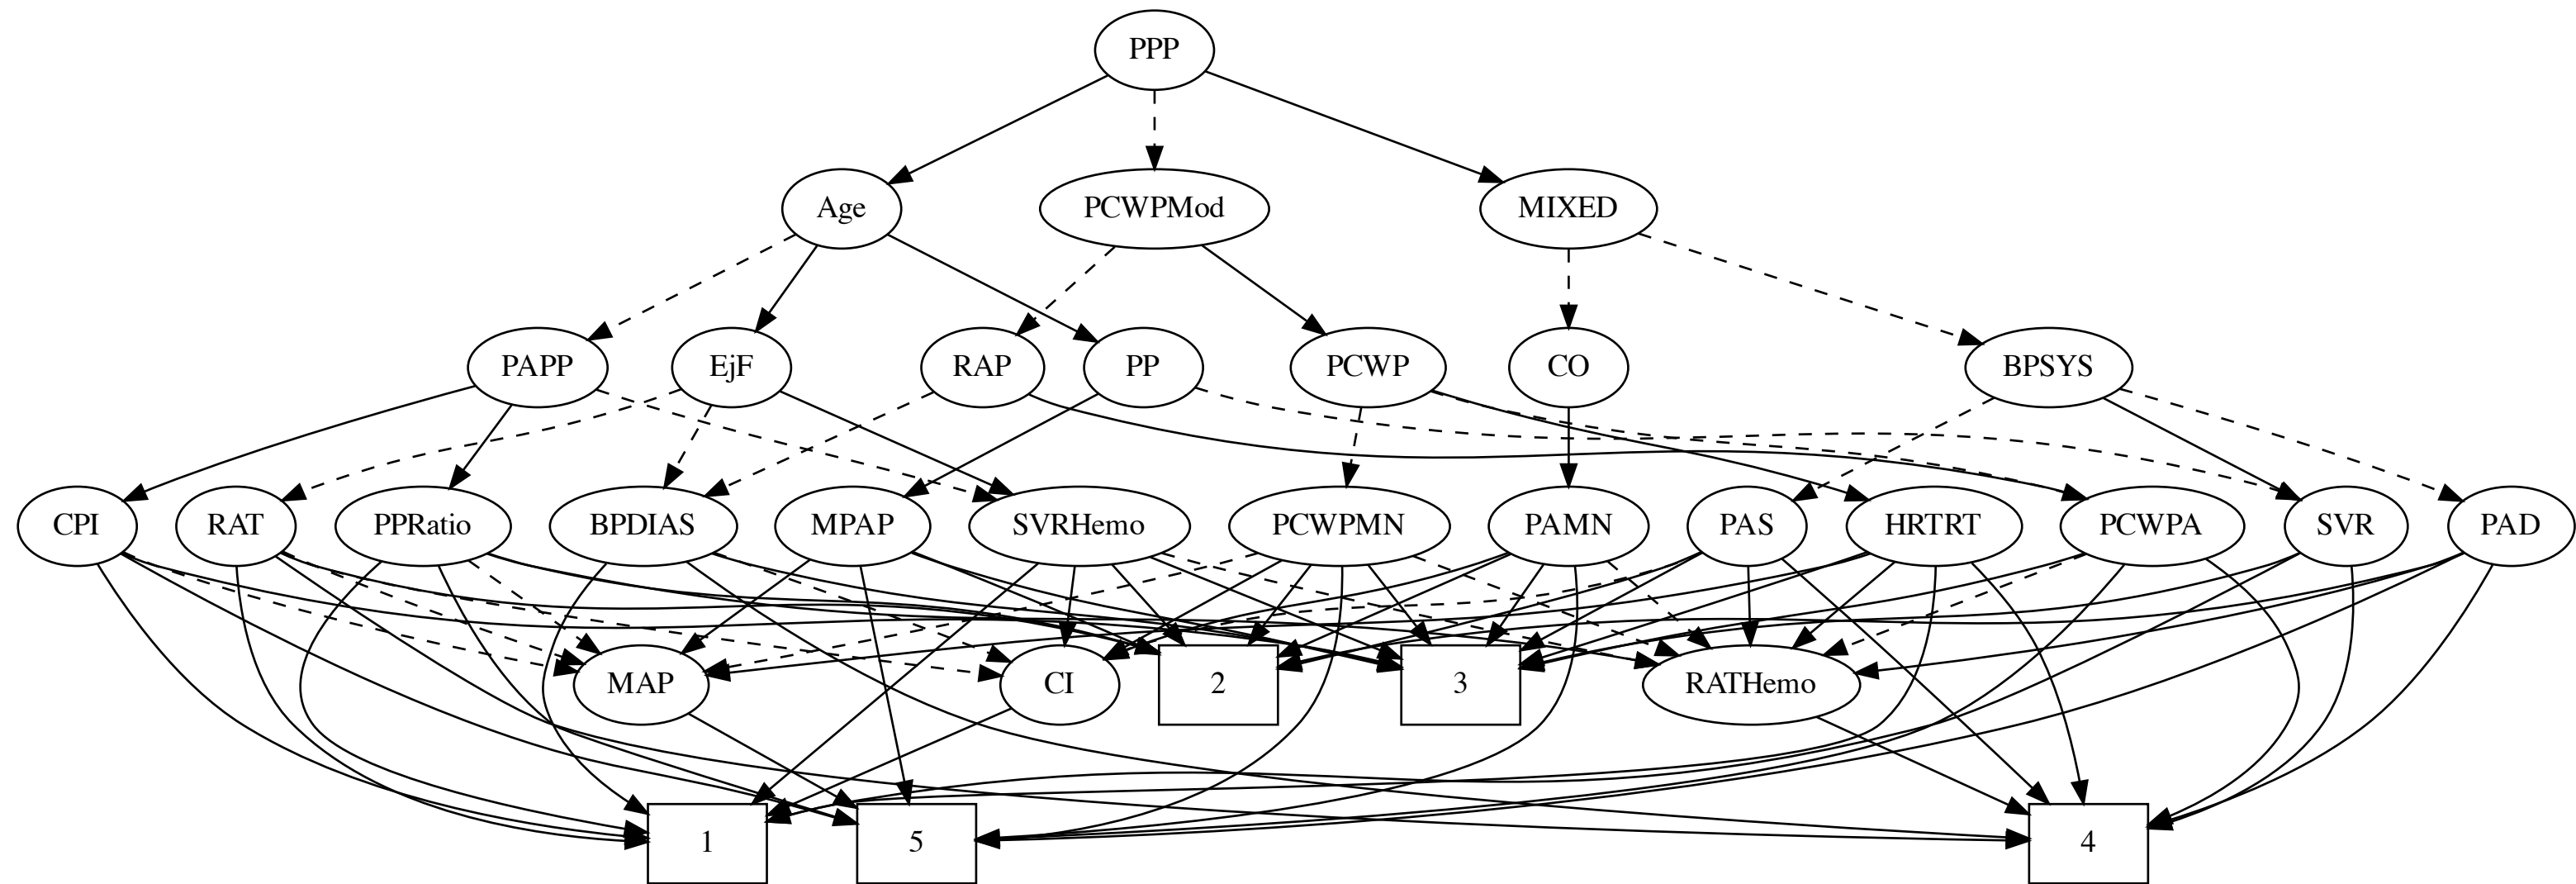 PPP
Age
PCWPMod
MIXED
PAPP
EjF
RAP
PP
PCWP
CO
BPSYS
CPI
RAT
PPRatio
BPDIAS
MPAP
SVRHemo
PCWPMN
PAMN
PAS
HRTRT
PCWPA
SVR
PAD
MAP
CI
2
3
RATHemo
1
5
4